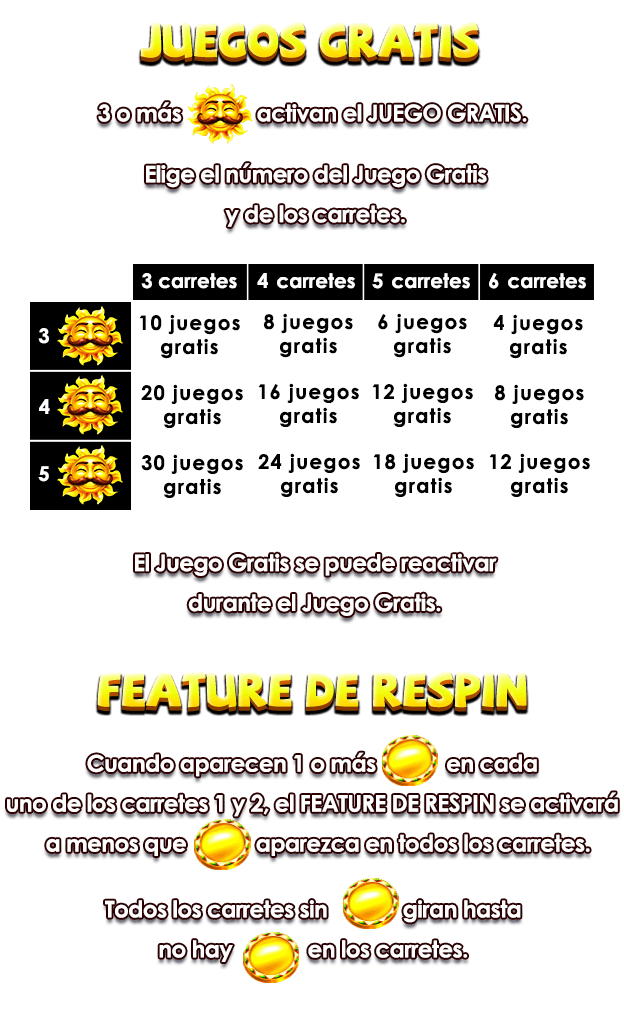 JUEGOS GRATIS
3 o más activan el JUEGO GRATIS.
Elige el número del Juego Gratis
y de los carretes.
3 carretes 4 carretes 5 carretes 6 carretes
3 10 juegos gratis 8 juegos gratis 6 juegos gratis 4 juegos gratis
4 20 juegos gratis 16 juegos gratis 12 juegos gratis 8 juegos gratis
5 30 juegos gratis 24 juegos gratis 18 juegos gratis 12 juegos gratis
El Juego Gratis se puede reactivar
durante el Juego Gratis.
FEATURE DE RESPIN
Cuando aparecen 1 o más en cada
uno de los carretes 1 y 2, el FEATURE DE RESPIN se activará
a menos que aparezca en todos los carretes.
Todos los carretes sin giran hasta
no hay en los carretes.